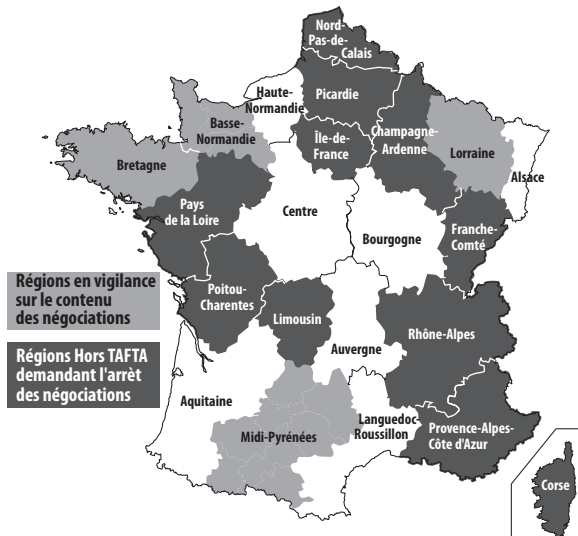 Nord-
Pas-de-
Calais
Haute-
Normandie
Picardie
Basse-
Normandie
Île-de-
France
Champagne-
Ardenne
Lorraine
Alsace
Bretagne
Pays
de la Loire
Centre
Bourgogne
Franche-
Comté
Régions en vigilance
sur le contenu
des négociations
Poitou-
Charentes
Limousin
Auvergne
Rhône-Alpes
Régions Hors TAFTA
demandant l'arrèt
des négociations
Aquitaine
Midi-Pyrénées
Languedoc-
Roussillon
Provence-Alpes-
Côte d'Azur
Corse